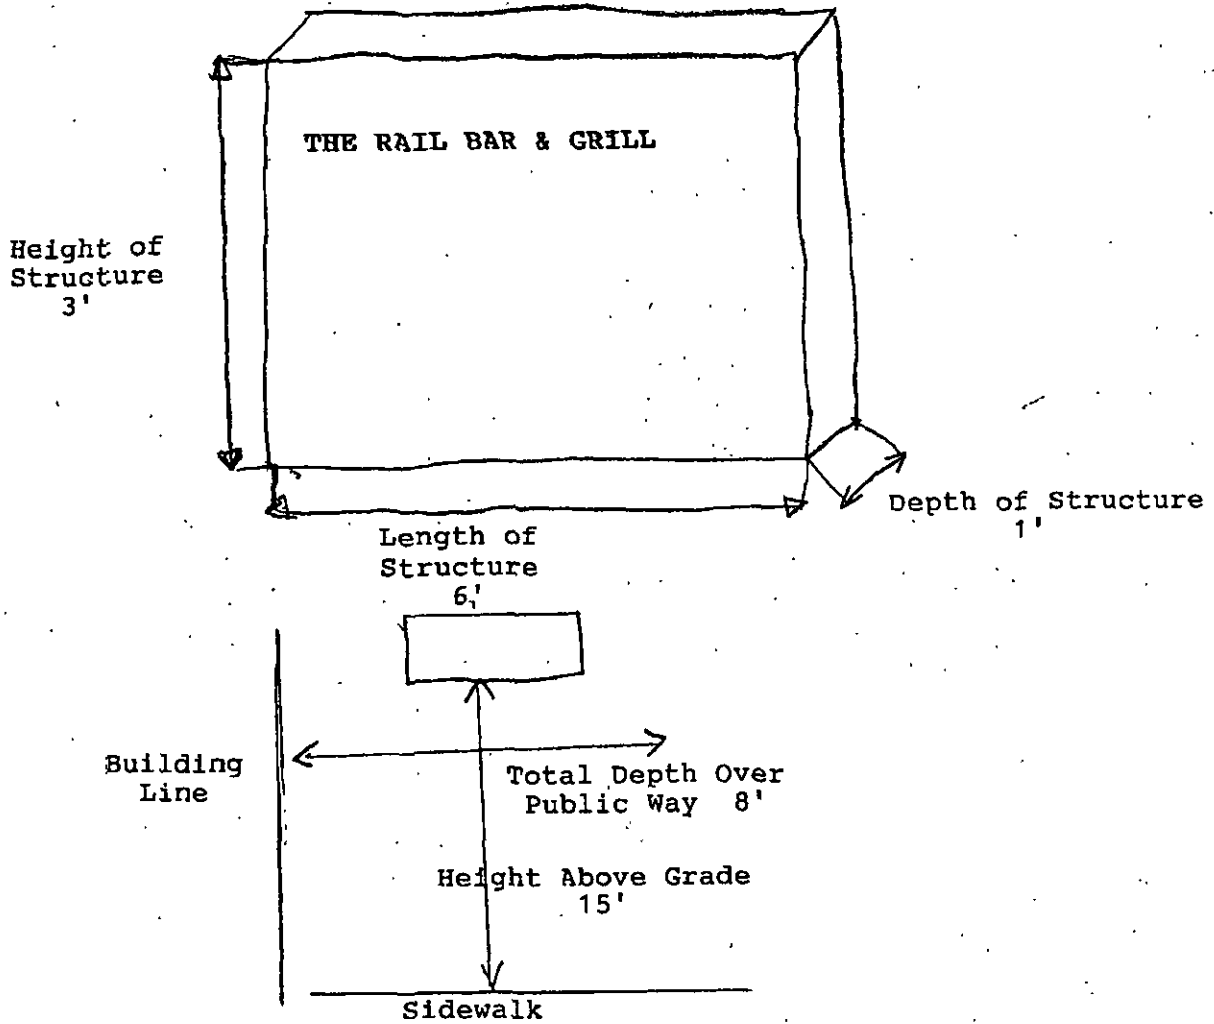 THE RAIL BAR & GRILL
Height of
Structure
3'
Depth of Structure
1'
Length of
Structure
6'
Building
Line
Total Depth Over
Public Way 8'
Height Above Grade
15'
Sidewalk